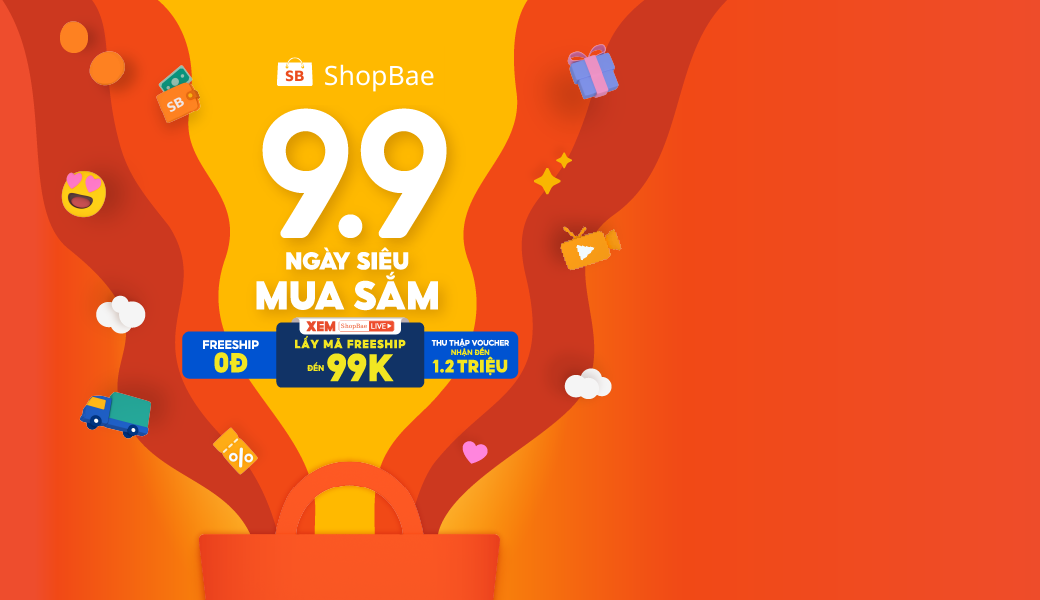 SB ShopBae
SB
9.9
NGÀY SIÊU
MUA SẮM
XEM ShopBae LIVE
FREESHIP
0Đ
LẤY MÃ FREESHIP
ĐẾN 99K
THU THẬP VOUCHER
NHẬN ĐẾN
1.2 TRIỆU
%